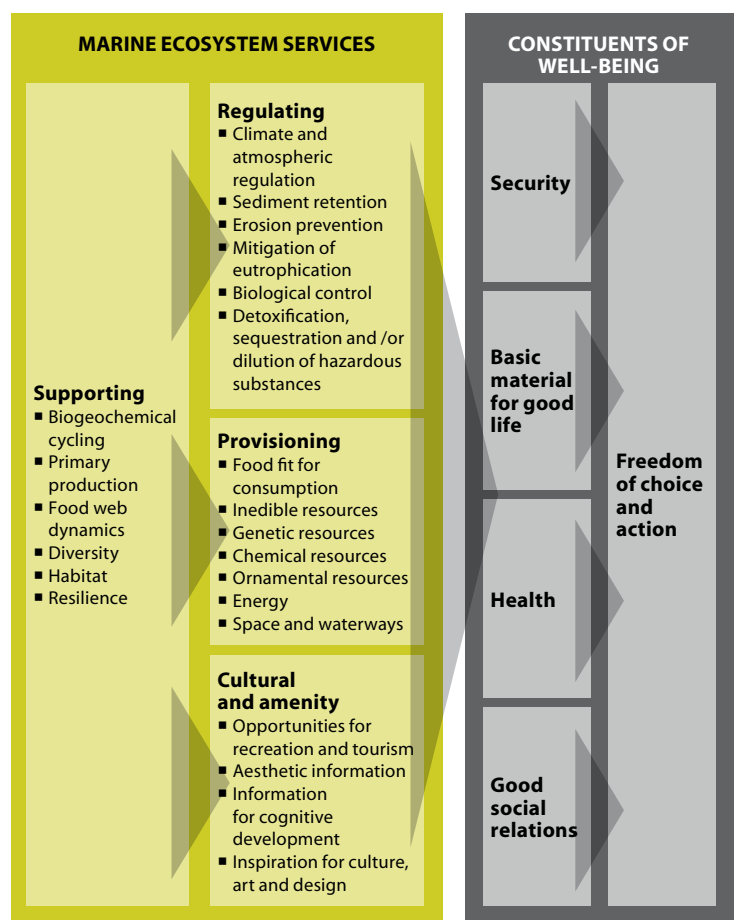 MARINE ECOSYSTEM SERVICES
Supporting
▪ Biogeochemical
cycling
▪ Primary
production
▪ Food web
dynamics
▪ Diversity
▪ Habitat
▪ Resilience
Regulating
▪ Climate and
atmospheric
regulation
▪ Sediment retention
▪ Erosion prevention
▪ Mitigation of
eutrophication
▪ Biological control
▪ Detoxification,
sequestration and /or
dilution of hazardous
substances
Provisioning
▪ Food fit for
consumption
▪ Inedible resources
▪ Genetic resources
▪ Chemical resources
▪ Ornamental resources
▪ Energy
▪ Space and waterways
Cultural
and amenity
▪ Opportunities for
recreation and tourism
▪ Aesthetic information
▪ Information
for cognitive
development
▪ Inspiration for culture,
art and design
CONSTITUENTS OF
WELL-BEING
Security
Basic
material
for good
life
Health
Good
social
relations
Freedom
of choice
and
action